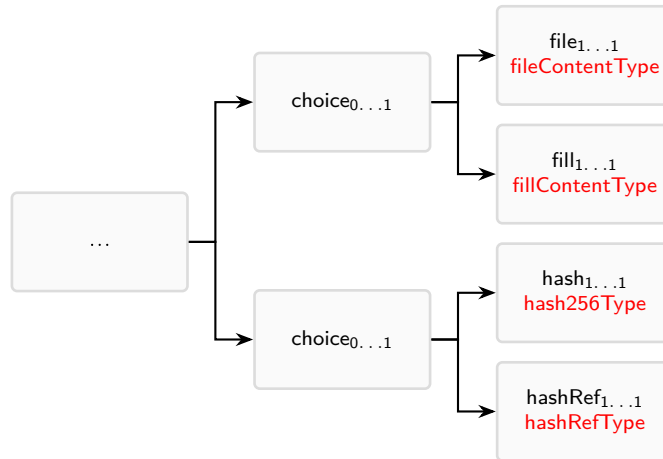 file1...1
fileContentType
choice0...1
fill1...1
fillContentType
...
hash1...1
hash256Type
choice0...1
hashRef1...1
hashRefType